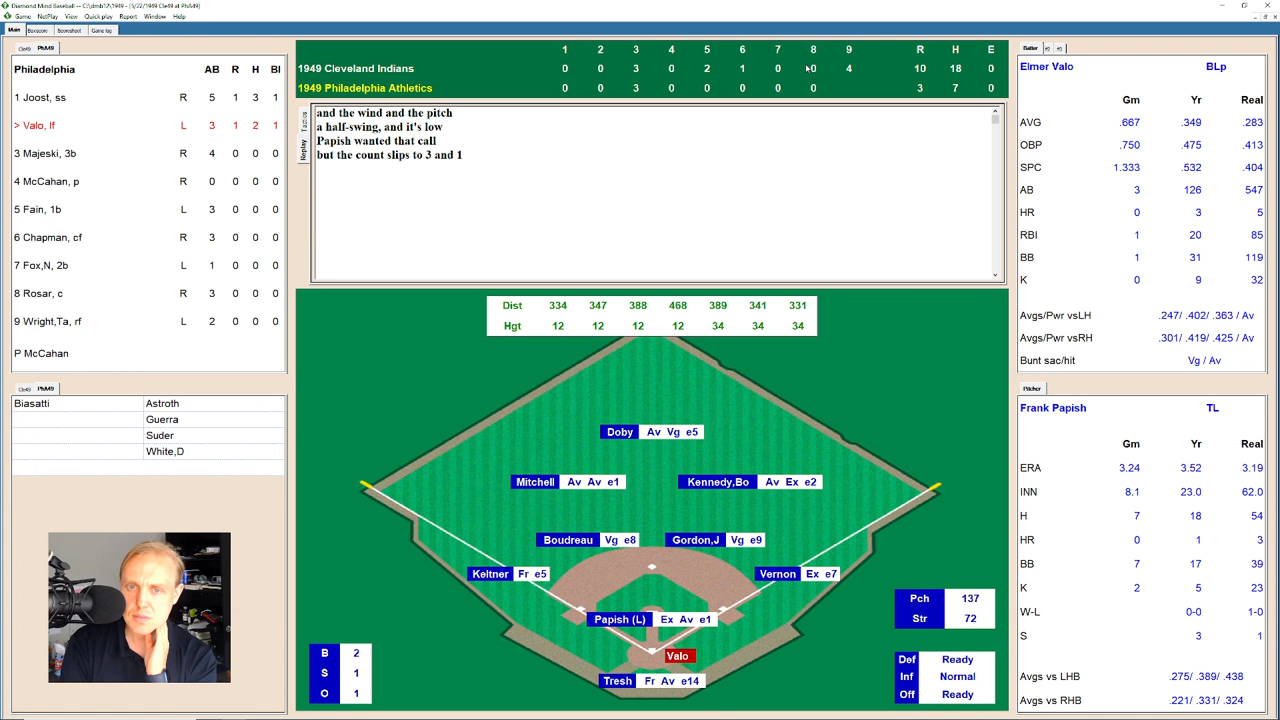 Diamond Mind Baseball -- C:\dmb12\1949 - [5/22/1949 Cle49 at PhA49]
Game NetPlay View Quick play Report Window Help
Main Boxscore Scoresheet Game log
Cle49 PhA49
Philadelphia AB R H BI
1 Joost, ss R 5 1 3 1
> Valo, lf L 3 1 2 1
3 Majeski, 3b R 4 0 0 0
4 McCahan, p R 0 0 0 0
5 Fain, 1b L 3 0 0 0
6 Chapman, cf R 3 0 0 0
7 Fox,N, 2b L 1 0 0 0
8 Rosar, c R 3 0 0 0
9 Wright,Ta, rf L 2 0 0 0
P McCahan
Cle49 PhA49
Biasatti Astroth
Guerra
Suder
White,D
1 2 3 4 5 6 7 8 9 R H E
1949 Cleveland Indians 0 0 3 0 2 1 0 0 4 10 18 0
1949 Philadelphia Athletics 0 0 3 0 0 0 0 0 3 7 0
Replay Tactics
and the wind and the pitch
a half-swing, and it's low
Papish wanted that call
but the count slips to 3 and 1
Dist 334 347 388 468 389 341 331
Hgt 12 12 12 12 34 34 34
Doby Av Vg e5
Mitchell Av Av e1
Kennedy,Bo Av Ex e2
Boudreau Vg e8
Gordon,J Vg e9
Keltner Fr e5
Vernon Ex e7
Papish (L) Ex Av e1
Valo
Tresh Fr Av e14
B 2
S 1
O 1
Pch 137
Str 72
Def Ready
Inf Normal
Off Ready
Batter #2 #3
Elmer Valo BLp
Gm Yr Real
AVG .667 .349 .283
OBP .750 .475 .413
SPC 1.333 .532 .404
AB 3 126 547
HR 0 3 5
RBI 1 20 85
BB 1 31 119
K 0 9 32
Avgs/Pwr vsLH .247/ .402/ .363 / Av
Avgs/Pwr vsRH .301/ .419/ .425 / Av
Bunt sac/hit Vg / Av
Pitcher
Frank Papish TL
Gm Yr Real
ERA 3.24 3.52 3.19
INN 8.1 23.0 62.0
H 7 18 54
HR 0 1 3
BB 7 17 39
K 2 5 23
W-L 0-0 1-0
S 3 1
Avgs vs LHB .275/ .389/ .438
Avgs vs RHB .221/ .331/ .324